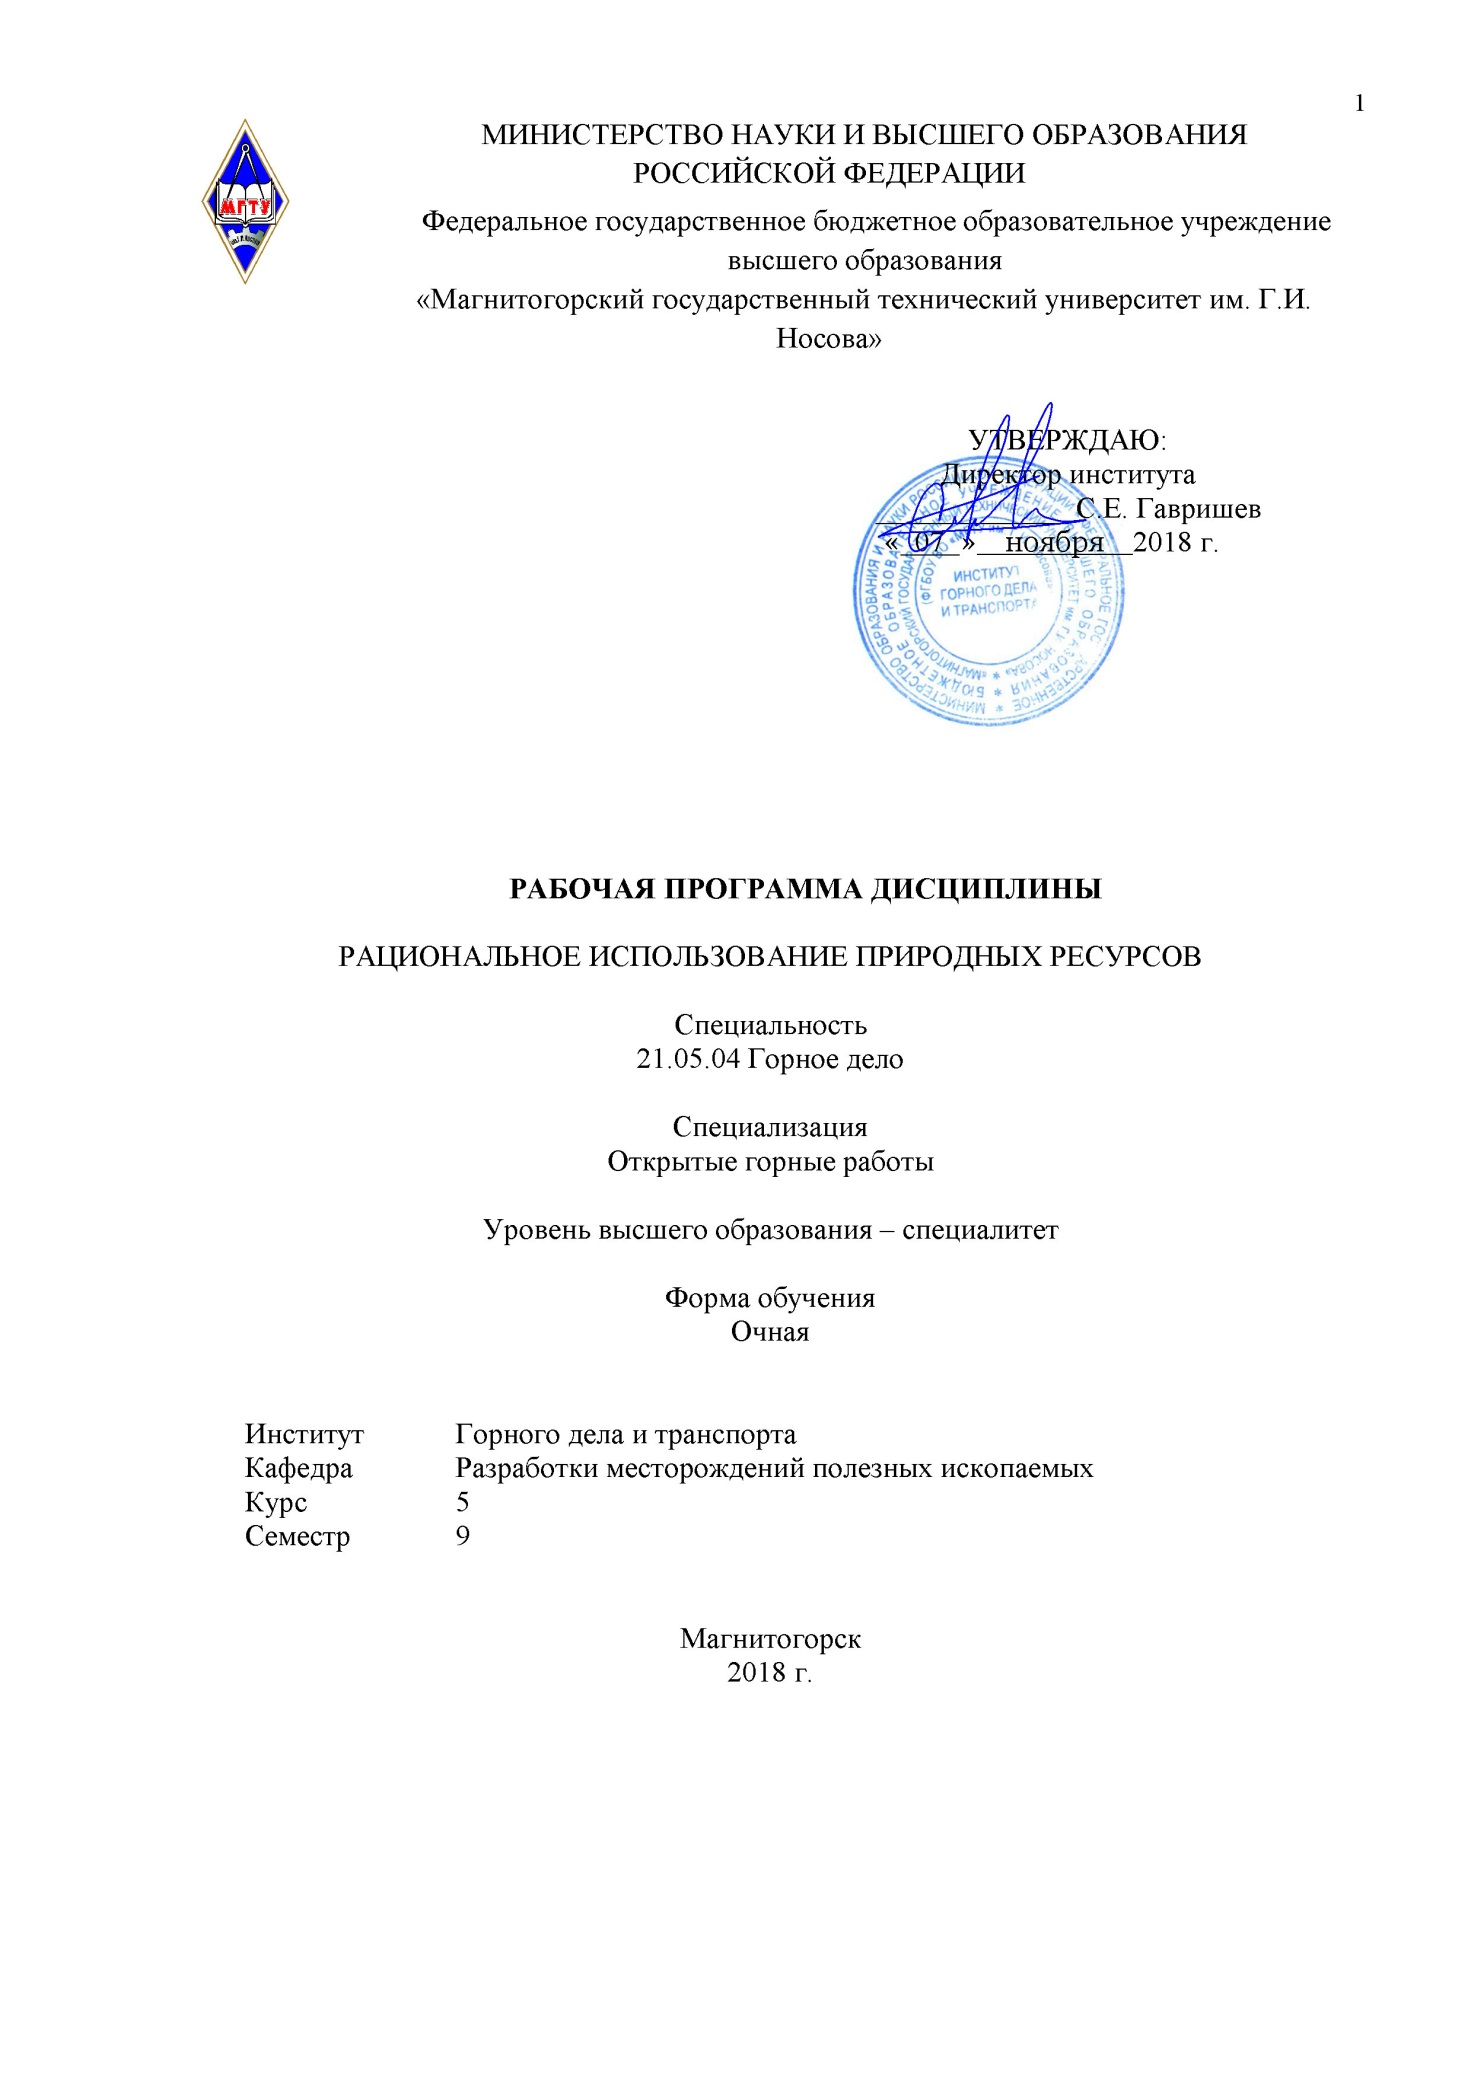 1
МИНИСТЕРСТВО НАУКИ И ВЫСШЕГО ОБРАЗОВАНИЯ
РОССИЙСКОЙ ФЕДЕРАЦИИ
Федеральное государственное бюджетное образовательное учреждение
высшего образования
«Магнитогорский государственный технический университет им. Г.И.
Носова»
МГТУ
УТВЕРЖДАЮ:
Директор института
С.Е. Гавришев
«07» ноября 2018 г.
ИНСТИТУТ
ГОРНОГО ДЕЛА
И ТРАНСПОРТА
РАБОЧАЯ ПРОГРАММА ДИСЦИПЛИНЫ
РАЦИОНАЛЬНОЕ ИСПОЛЬЗОВАНИЕ ПРИРОДНЫХ РЕСУРСОВ
Специальность
21.05.04 Горное дело
Специализация
Открытые горные работы
Уровень высшего образования – специалитет
Форма обучения
Очная
Институт Горного дела и транспорта
Кафедра Разработки месторождений полезных ископаемых
Курс 5
Семестр 9
Магнитогорск
2018 г.